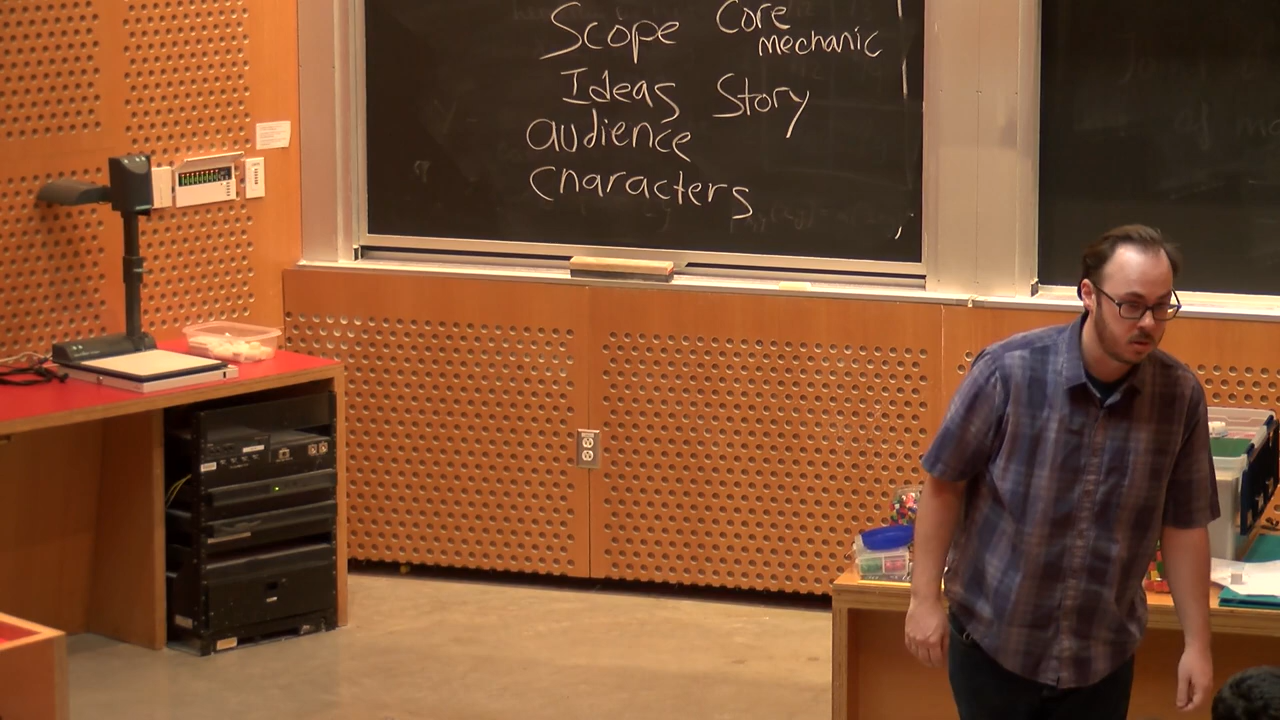 Scope Core
mechanic
Ideas Story
audience
Characters